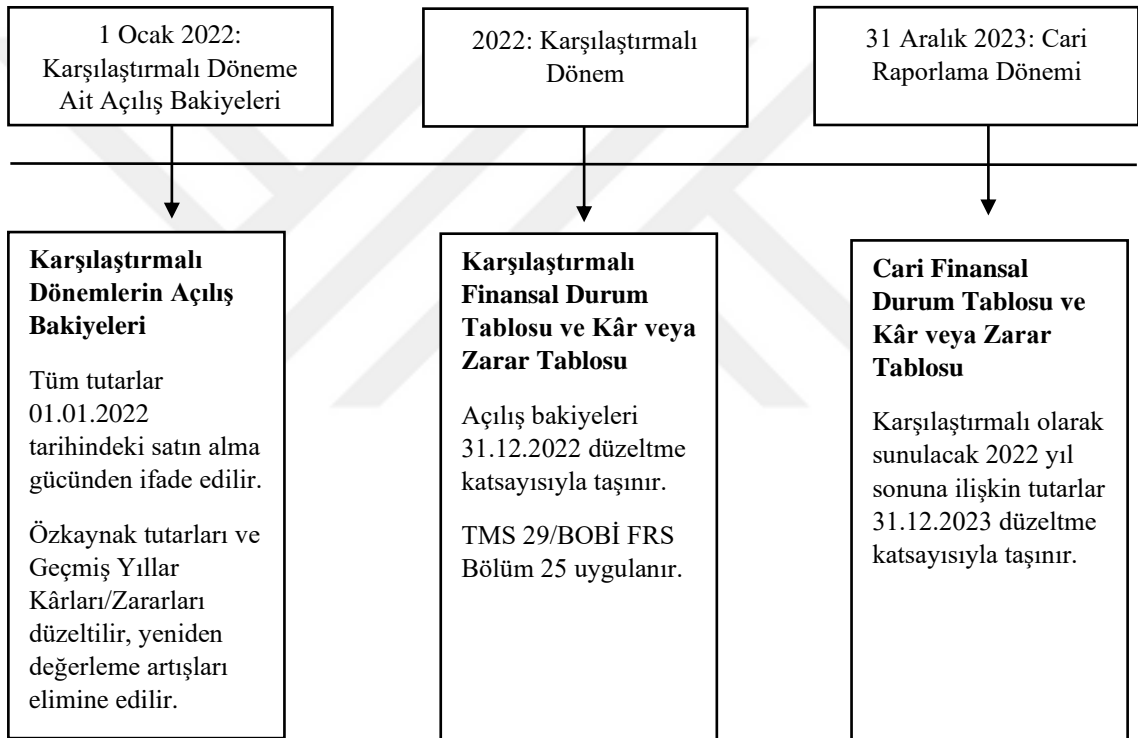 1 Ocak 2022:
Karşılaştırmalı Döneme
Ait Açılış Bakiyeleri
2022: Karşılaştırmalı
Dönem
31 Aralık 2023: Cari
Raporlama Dönemi
Karşılaştırmalı
Dönemlerin Açılış
Bakiyeleri
Tüm tutarlar
01.01.2022
tarihindeki satın alma
gücünden ifade edilir.
Özkaynak tutarları ve
Geçmiş Yıllar
Kârları/Zararları
düzeltilir, yeniden
değerleme artışları
elimine edilir.
Karşılaştırmalı
Finansal Durum
Tablosu ve Kâr veya
Zarar Tablosu
Açılış bakiyeleri
31.12.2022 düzeltme
katsayısıyla taşınır.
TMS 29/BOBİ FRS
Bölüm 25 uygulanır.
Cari Finansal
Durum Tablosu ve
Kâr veya Zarar
Tablosu
Karşılaştırmalı olarak
sunulacak 2022 yıl
sonuna ilişkin tutarlar
31.12.2023 düzeltme
katsayısıyla taşınır.